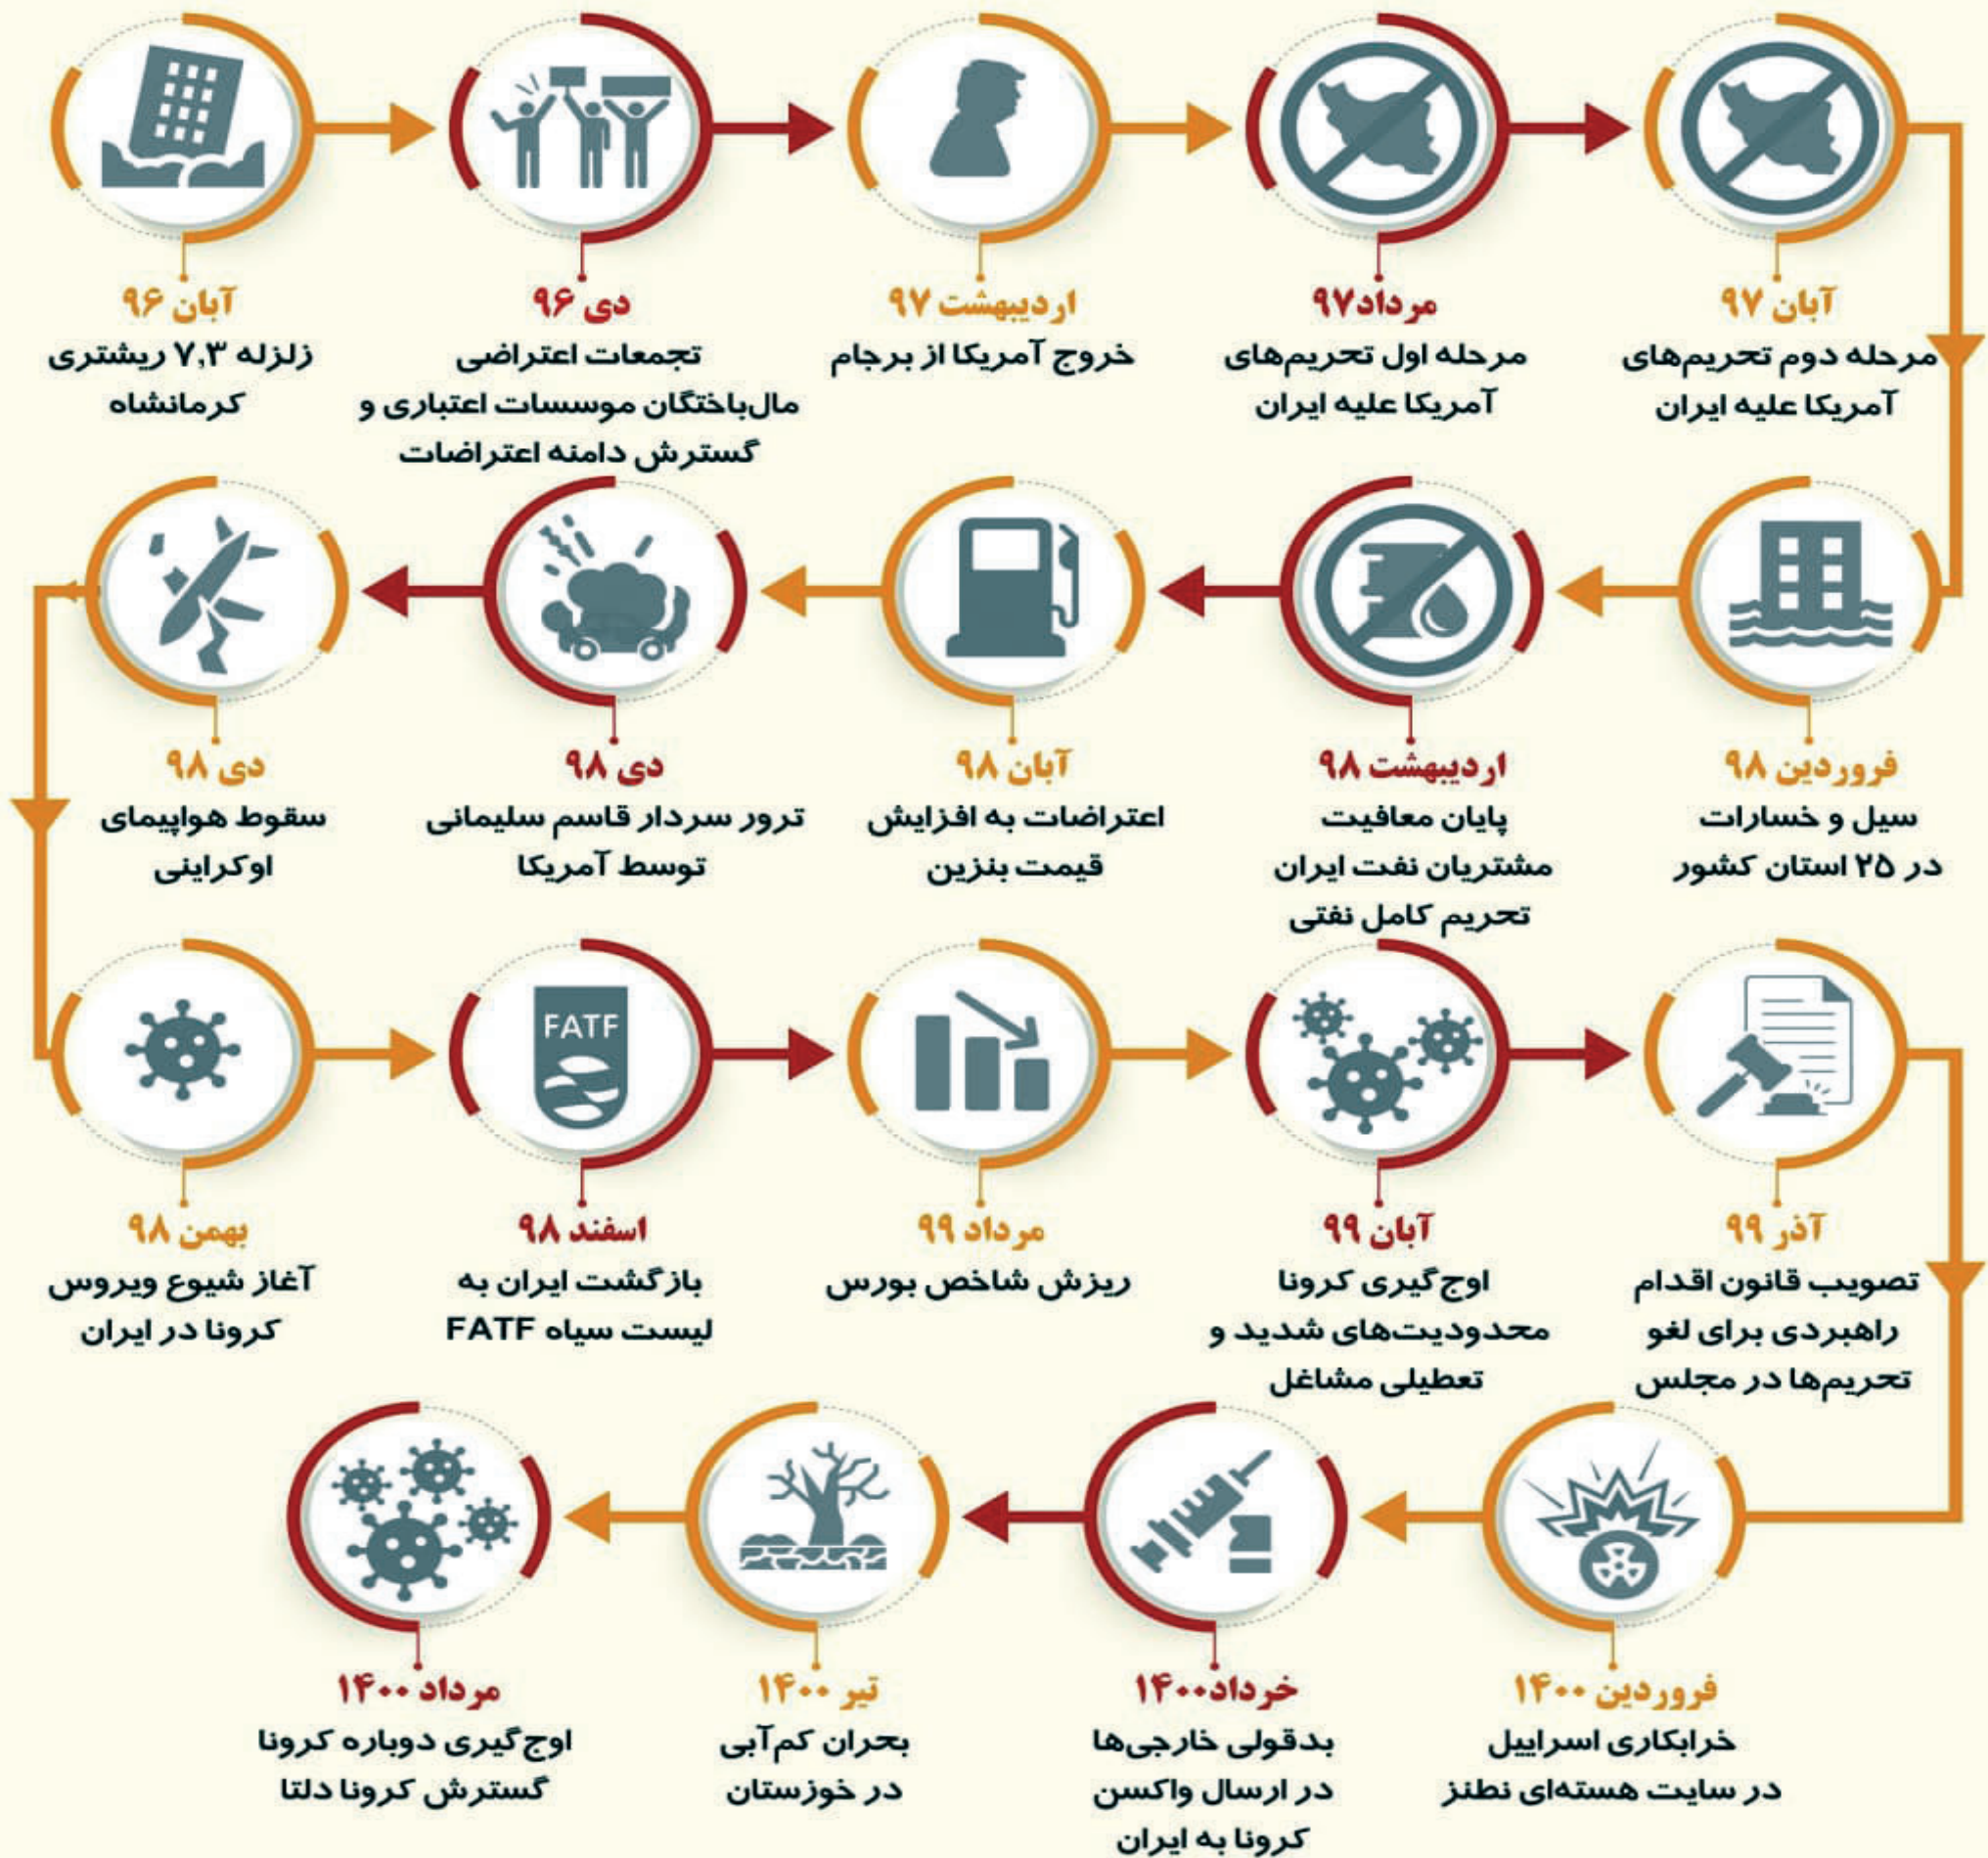 آبان ۹۶
زلزله ۷,۳ ریشتری
کرمانشاه
دی ۹۶
تجمعات اعتراضی
مال‌باختگان موسسات اعتباری و
گسترش دامنه اعتراضات
اردیبهشت ۹۷
خروج آمریکا از برجام
مرداد۹۷
مرحله اول تحریم‌های
آمریکا علیه ایران
آبان ۹۷
مرحله دوم تحریم‌های
آمریکا علیه ایران
فروردین ۹۸
سیل و خسارات
در ۲۵ استان کشور
اردیبهشت ۹۸
پایان معافیت
مشتریان نفت ایران
تحریم کامل نفتی
آبان ۹۸
اعتراضات به افزایش
قیمت بنزین
دی ۹۸
ترور سردار قاسم سلیمانی
توسط آمریکا
دی ۹۸
سقوط هواپیمای
اوکراینی
بهمن ۹۸
آغاز شیوع ویروس
کرونا در ایران
FATF
اسفند ۹۸
بازگشت ایران به
لیست سیاه FATF
مرداد ۹۹
ریزش شاخص بورس
آبان ۹۹
اوج‌گیری کرونا
محدودیت‌های شدید و
تعطیلی مشاغل
آذر ۹۹
تصویب قانون اقدام
راهبردی برای لغو
تحریم‌ها در مجلس
فروردین ۱۴۰۰
خرابکاری اسراییل
در سایت هسته‌ای نطنز
خرداد۱۴۰۰
بدقولی خارجی‌ها
در ارسال واکسن
کرونا به ایران
تیر ۱۴۰۰
بحران کم‌آبی
در خوزستان
مرداد ۱۴۰۰
اوج‌گیری دوباره کرونا
گسترش کرونا دلتا